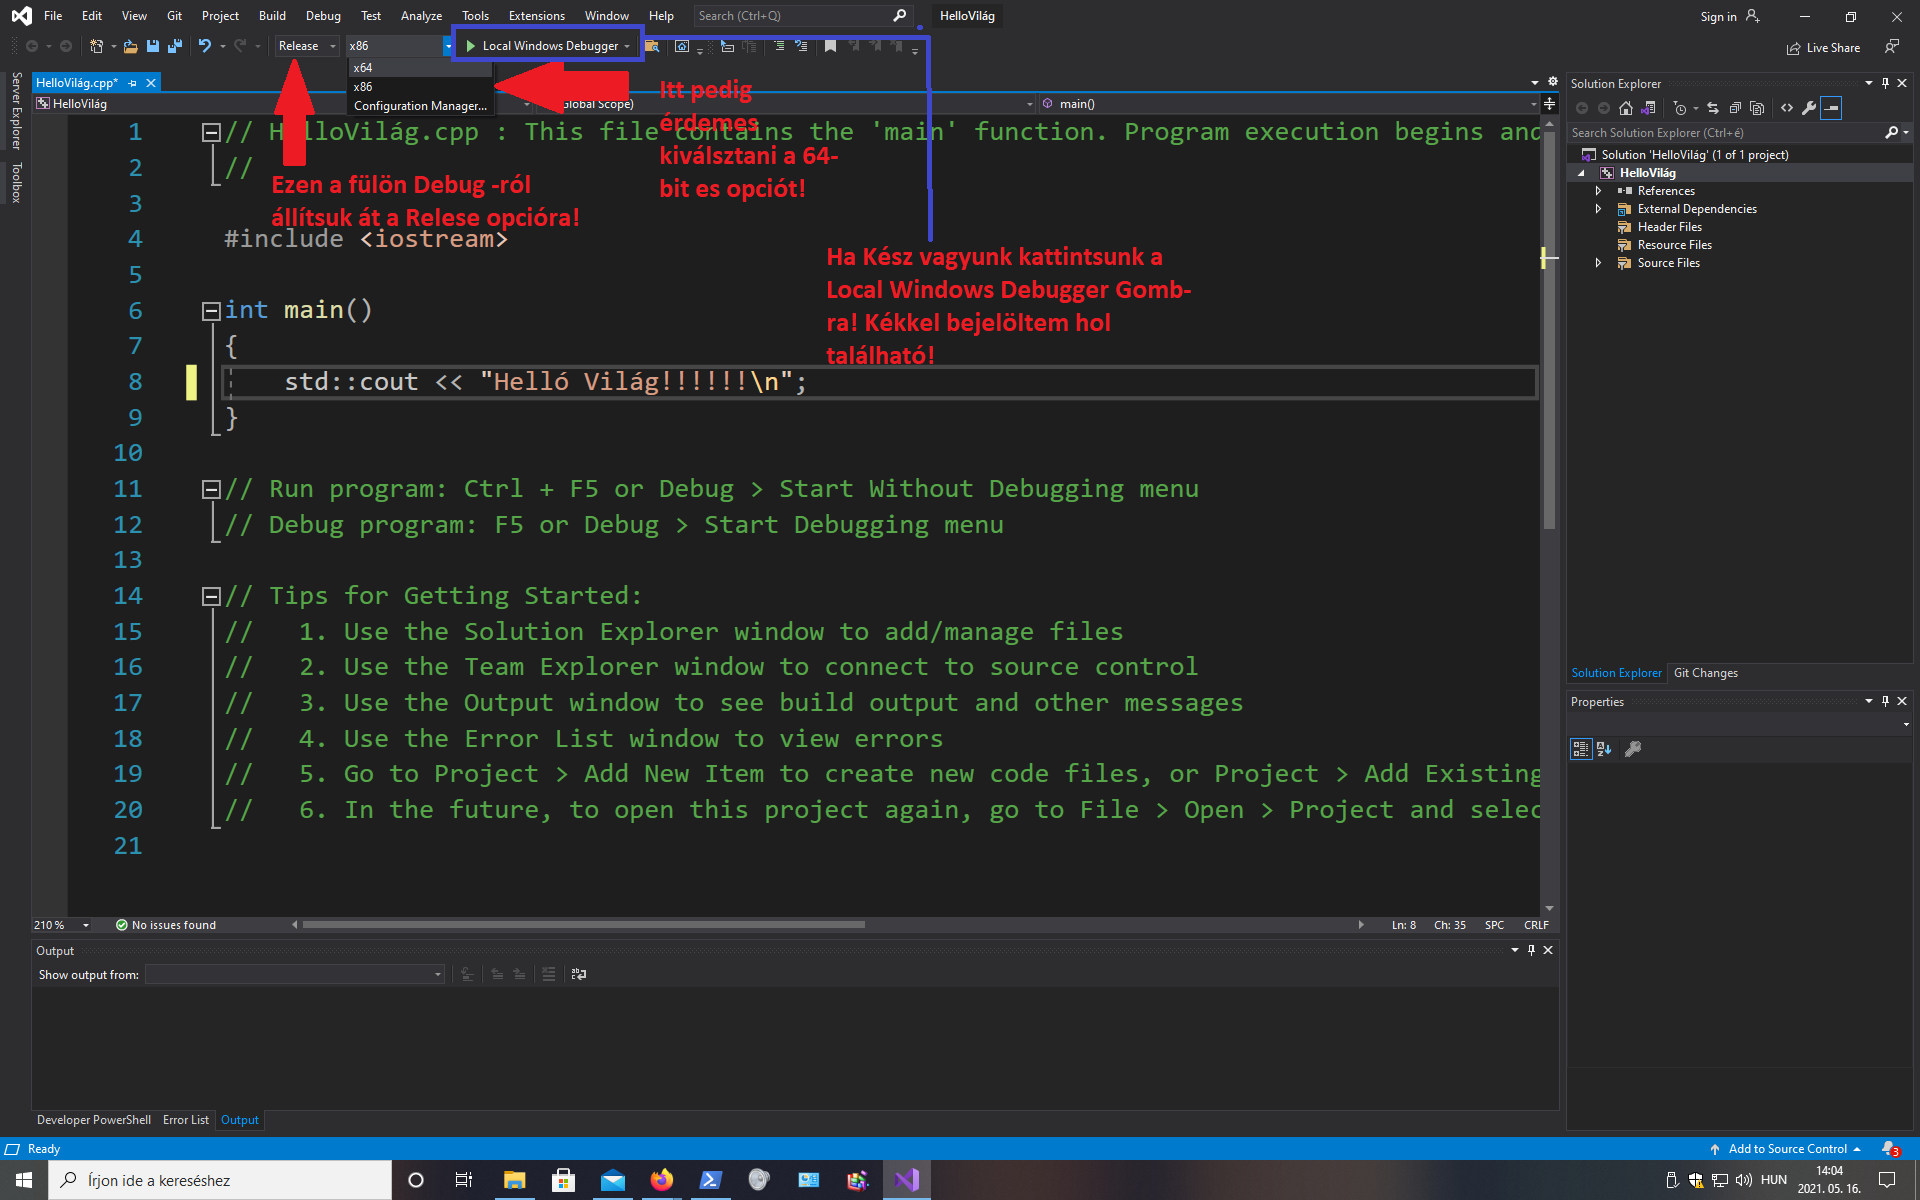 File Edit View Git Project Build Debug Test Analyze Tools Extensions Window Help Search (Ctrl+Q) HelloVilág Sign in
Release x86 Local Windows Debugger Live Share
x64
x86
Configuration Manager...
HelloVilág.cpp*
HelloVilág Global Scope) main()
Server Explorer
Toolbox
1 // HelloVilág.cpp : This file contains the 'main' function. Program execution begins and
2 //
3
4 #include <iostream>
5
6 int main()
7 {
8 std::cout << "Helló Világ!!!!!!\n";
9 }
10
11 // Run program: Ctrl + F5 or Debug > Start Without Debugging menu
12 // Debug program: F5 or Debug > Start Debugging menu
13
14 // Tips for Getting Started:
15 // 1. Use the Solution Explorer window to add/manage files
16 // 2. Use the Team Explorer window to connect to source control
17 // 3. Use the Output window to see build output and other messages
18 // 4. Use the Error List window to view errors
19 // 5. Go to Project > Add New Item to create new code files, or Project > Add Existing
20 // 6. In the future, to open this project again, go to File > Open > Project and selec
21
Ezen a fülön Debug -ról
állítsuk át a Relese opcióra!
Itt pedig
érdemes
kiválsztani a 64-
bit es opciót!
Ha Kész vagyunk kattintsunk a
Local Windows Debugger Gomb-
ra! Kékkel bejelöltem hol
található!
210 % No issues found Ln: 8 Ch: 35 SPC CRLF
Output
Show output from:
Developer PowerShell Error List Output
Solution Explorer
Search Solution Explorer (Ctrl+é)
Solution 'HelloVilág' (1 of 1 project)
HelloVilág
References
External Dependencies
Header Files
Resource Files
Source Files
Solution Explorer Git Changes
Properties
Ready Add to Source Control 3
Írjon ide a kereséshez HUN 14:04
2021. 05. 16.